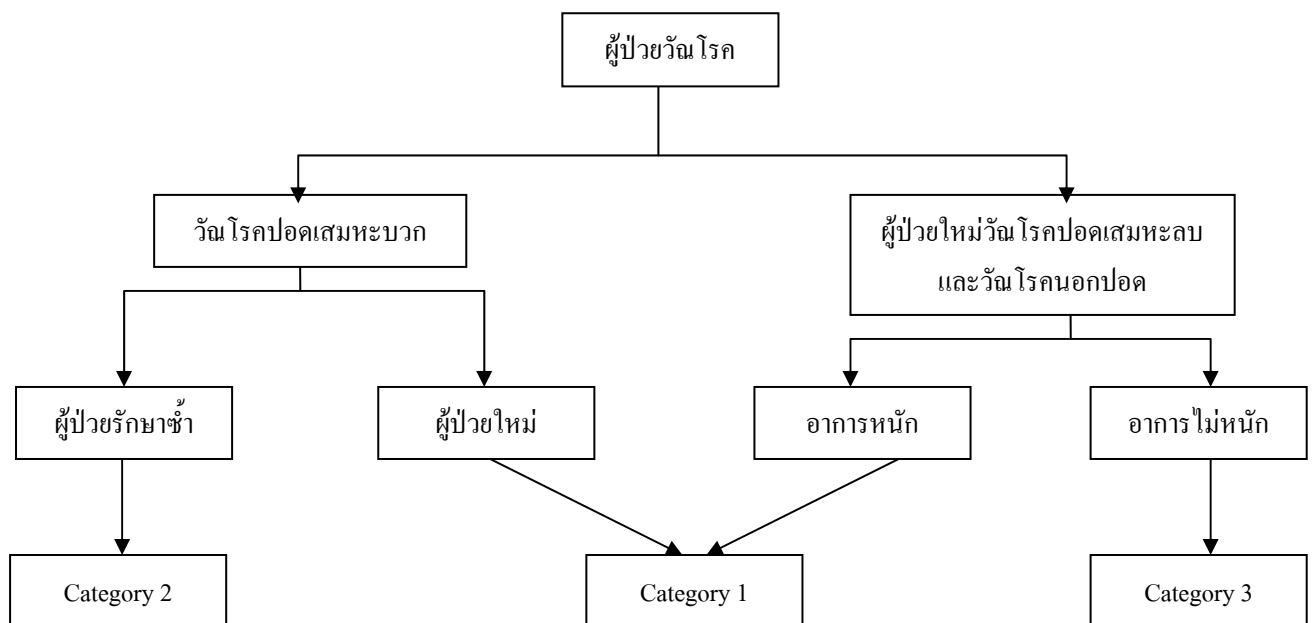 ผู้ป่วยวัณโรค
วัณโรคปอดเสมหะบวก
ผู้ป่วยใหม่วัณโรคปอดเสมหะลบ
และวัณโรคนอกปอด
ผู้ป่วยรักษาซ้ำ
ผู้ป่วยใหม่
อาการหนัก
อาการไม่หนัก
Category 2
Category 1
Category 3